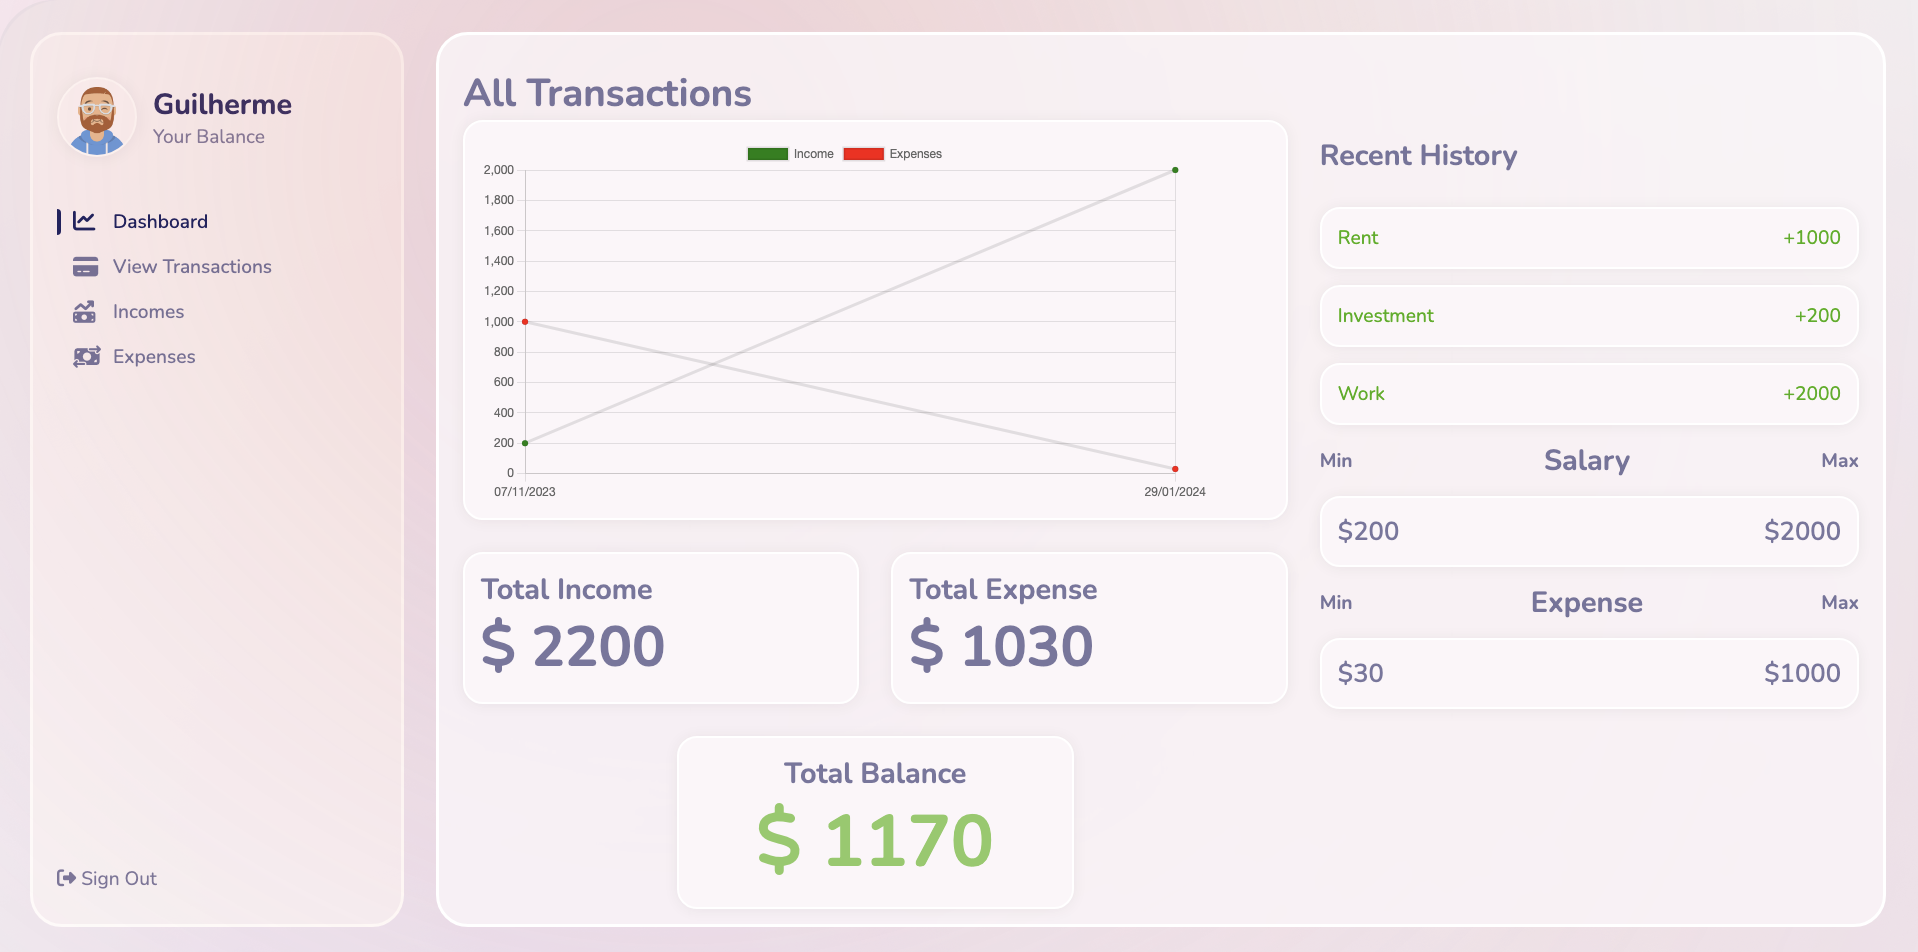 Guilherme
Your Balance
Dashboard
View Transactions
Incomes
Expenses
Sign Out
All Transactions
Income Expenses
2,000
1,800
1,600
1,400
1,200
1,000
800
600
400
200
0
07/11/2023 29/01/2024
Total Income
$ 2200
Total Expense
$ 1030
Total Balance
$ 1170
Recent History
Rent +1000
Investment +200
Work +2000
Min Salary Max
$200 $2000
Min Expense Max
$30 $1000